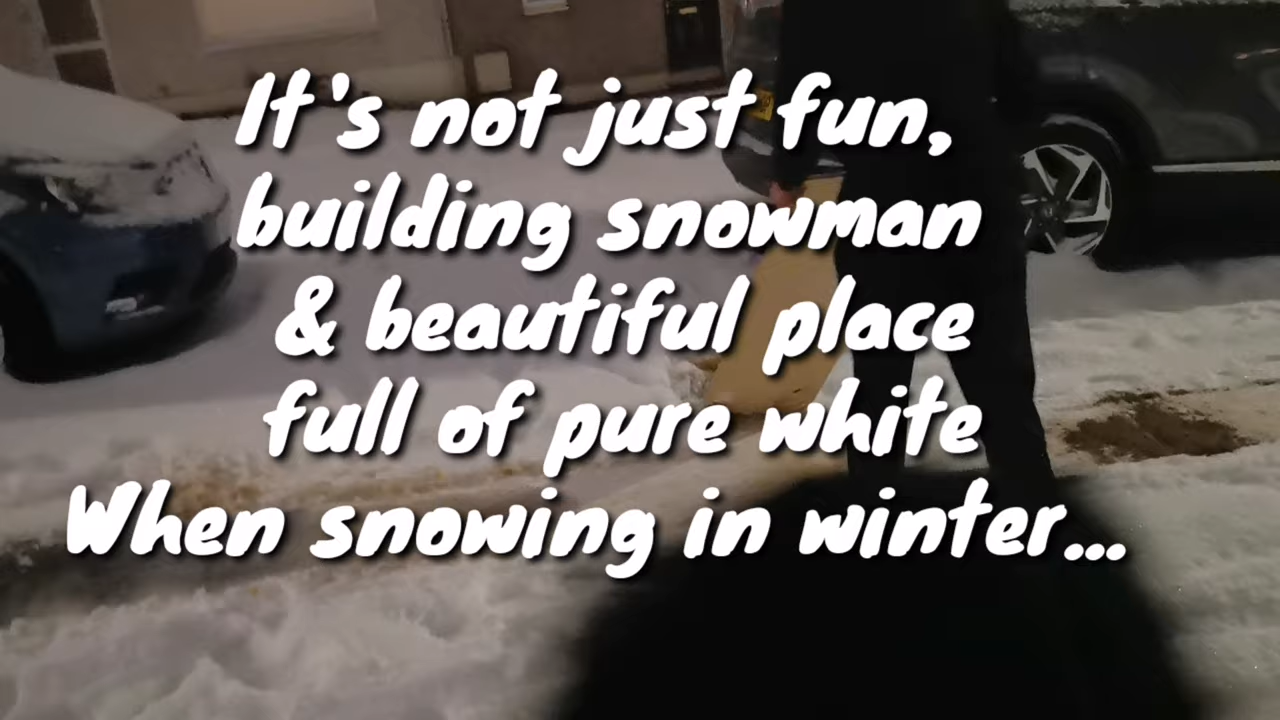 It's not just fun,
building snowman
& beautiful place
full of pure white
When snowing in winter...